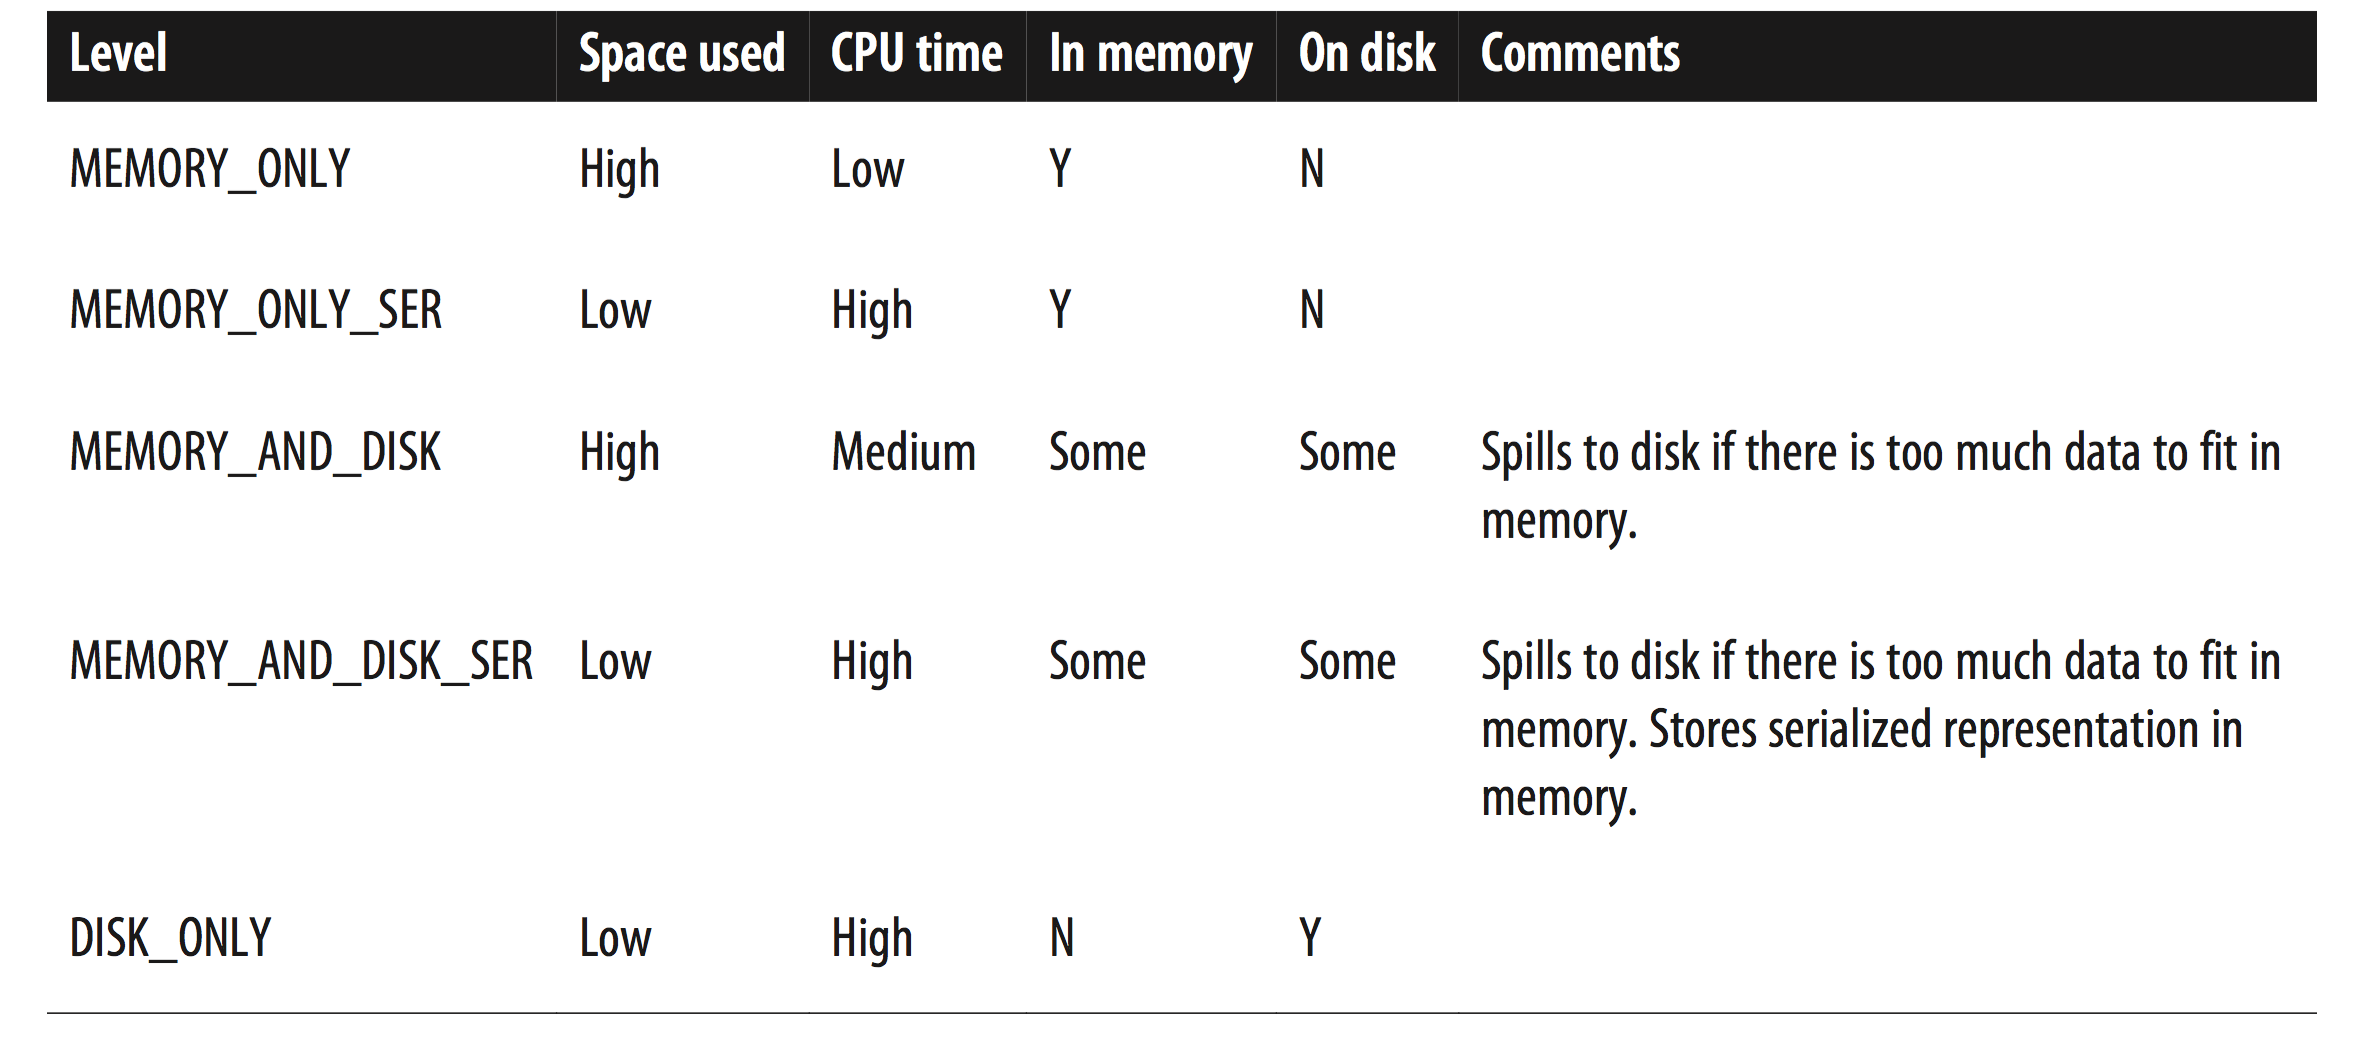 Level Space used CPU time In memory On disk Comments
MEMORY_ONLY High Low Y N
MEMORY_ONLY_SER Low High Y N
MEMORY_AND_DISK High Medium Some Some Spills to disk if there is too much data to fit in
memory.
MEMORY_AND_DISK_SER Low High Some Some Spills to disk if there is too much data to fit in
memory. Stores serialized representation in
memory.
DISK_ONLY Low High N Y